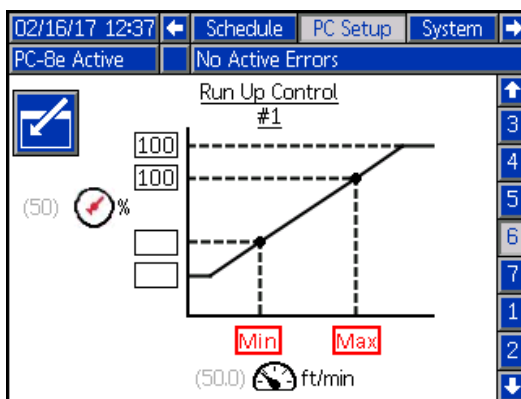 02/16/17 12:37 Schedule PC Setup System
PC-8e Active No Active Errors
Run Up Control
#1
100
100
(50) %
Min Max
(50.0) ft/min
3
4
5
6
7
1
2